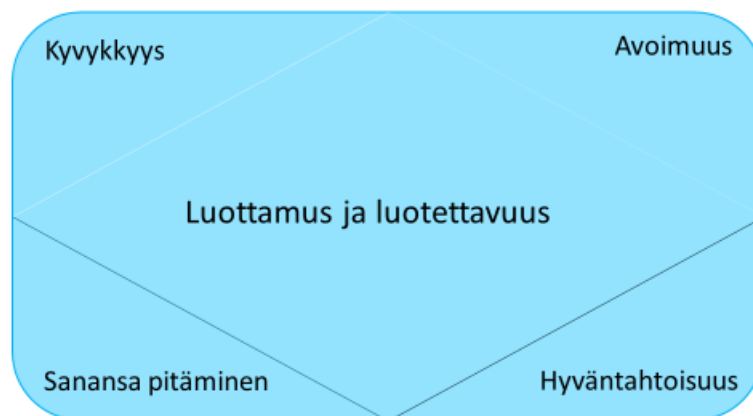 Kyvykkyys
Avoimuus
Luottamus ja luotettavuus
Sanansa pitäminen
Hyväntahtoisuus